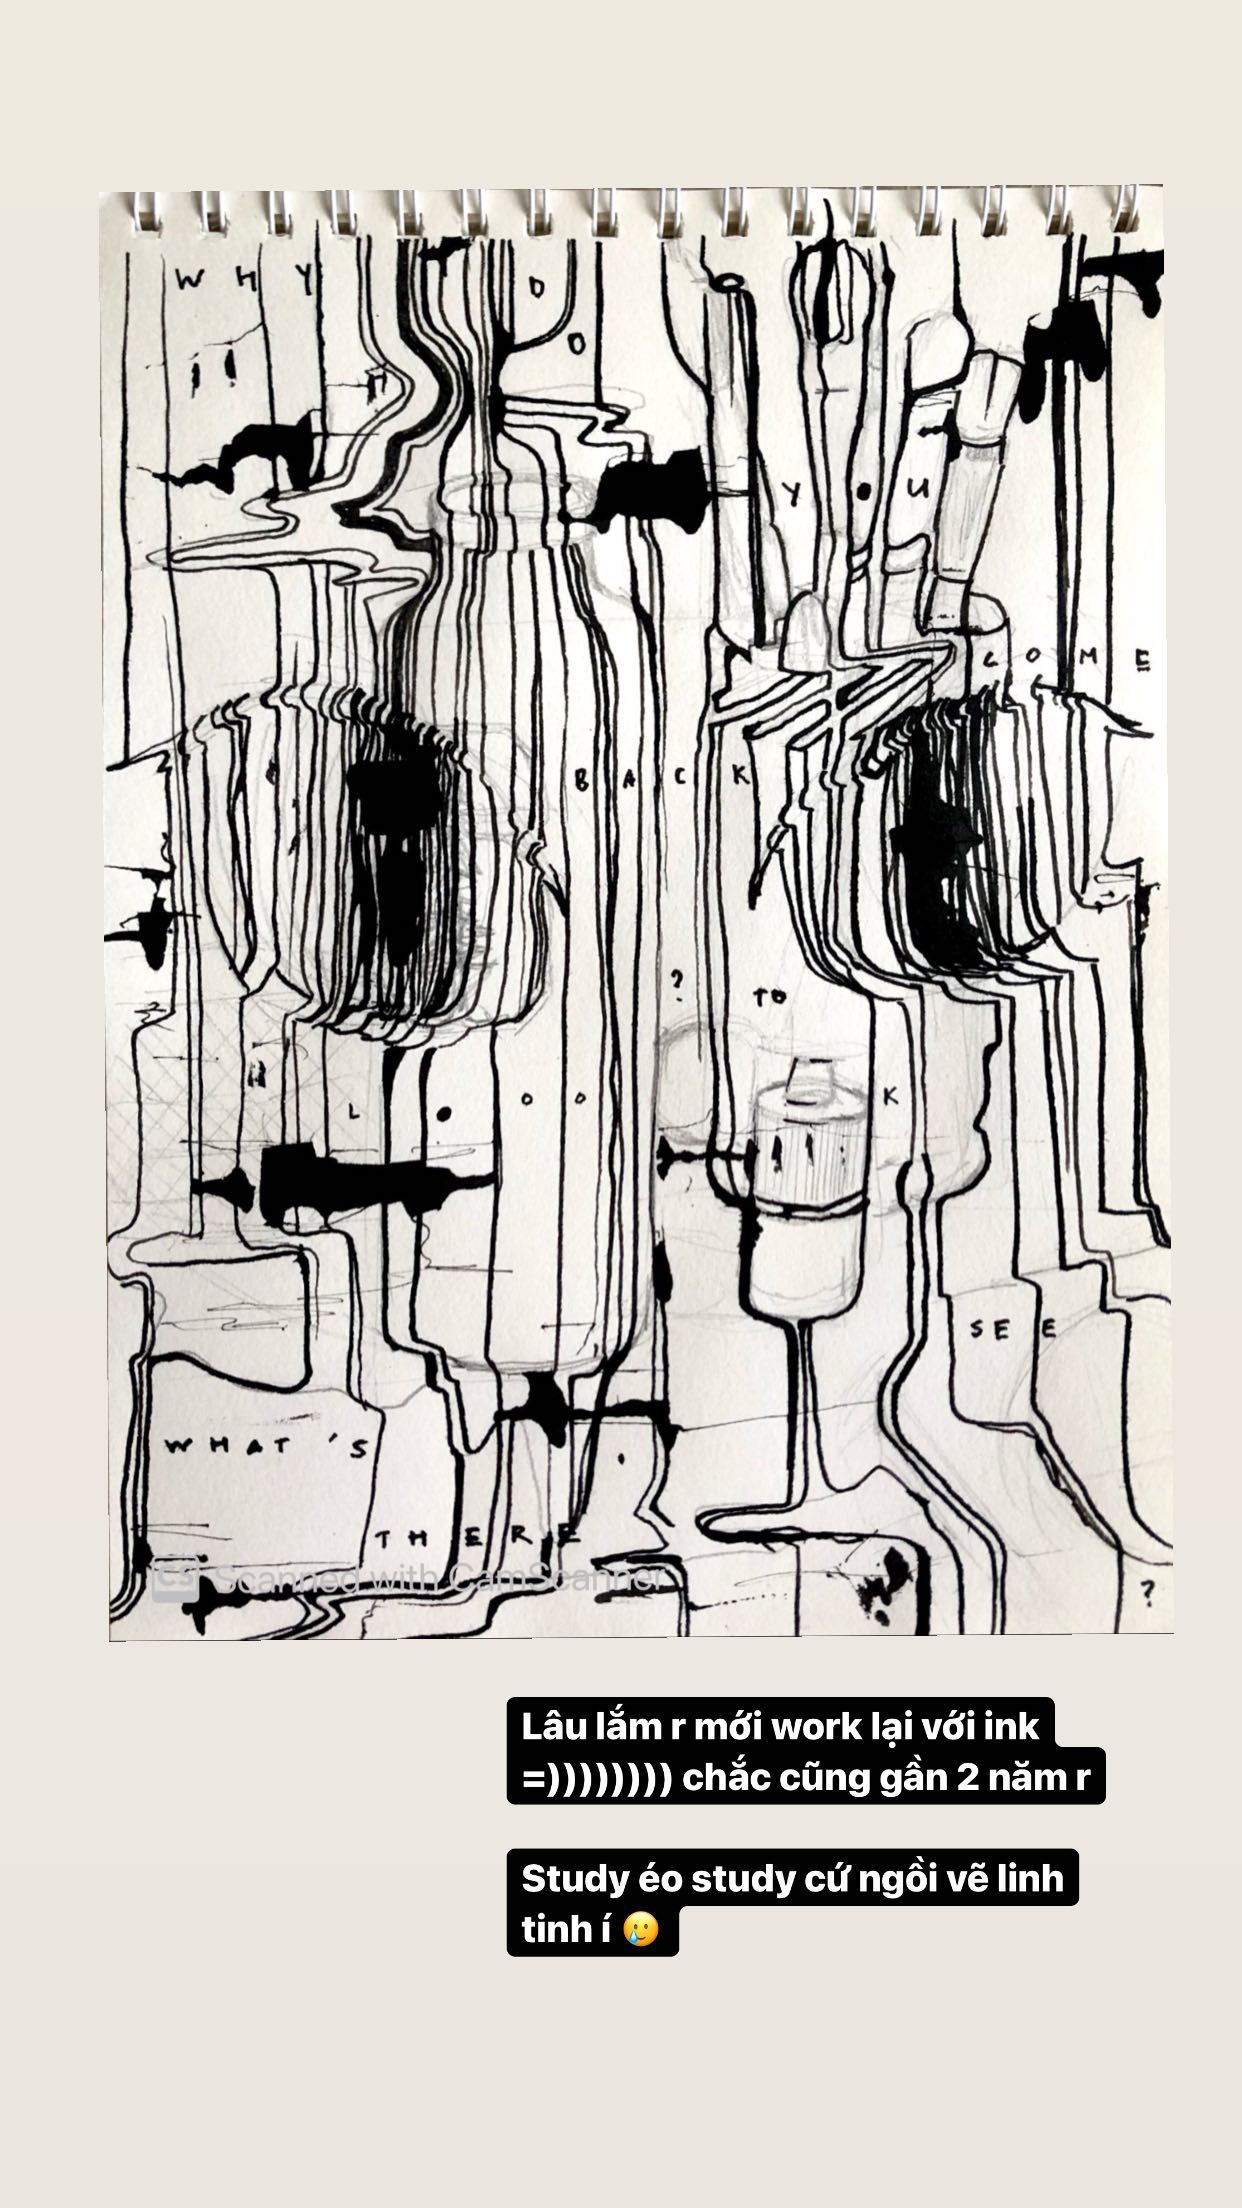 W H Y
D
O
Y O U
C O M E
B A C K
? TO
L O O K
S E E
W H A T ' S
T H E R E
CS Scanned with CamScanner
?
Lâu lắm r mới work lại với ink
=))))))))) chắc cũng gần 2 năm r
Study éo study cứ ngồi vẽ linh
tinh í 🥲